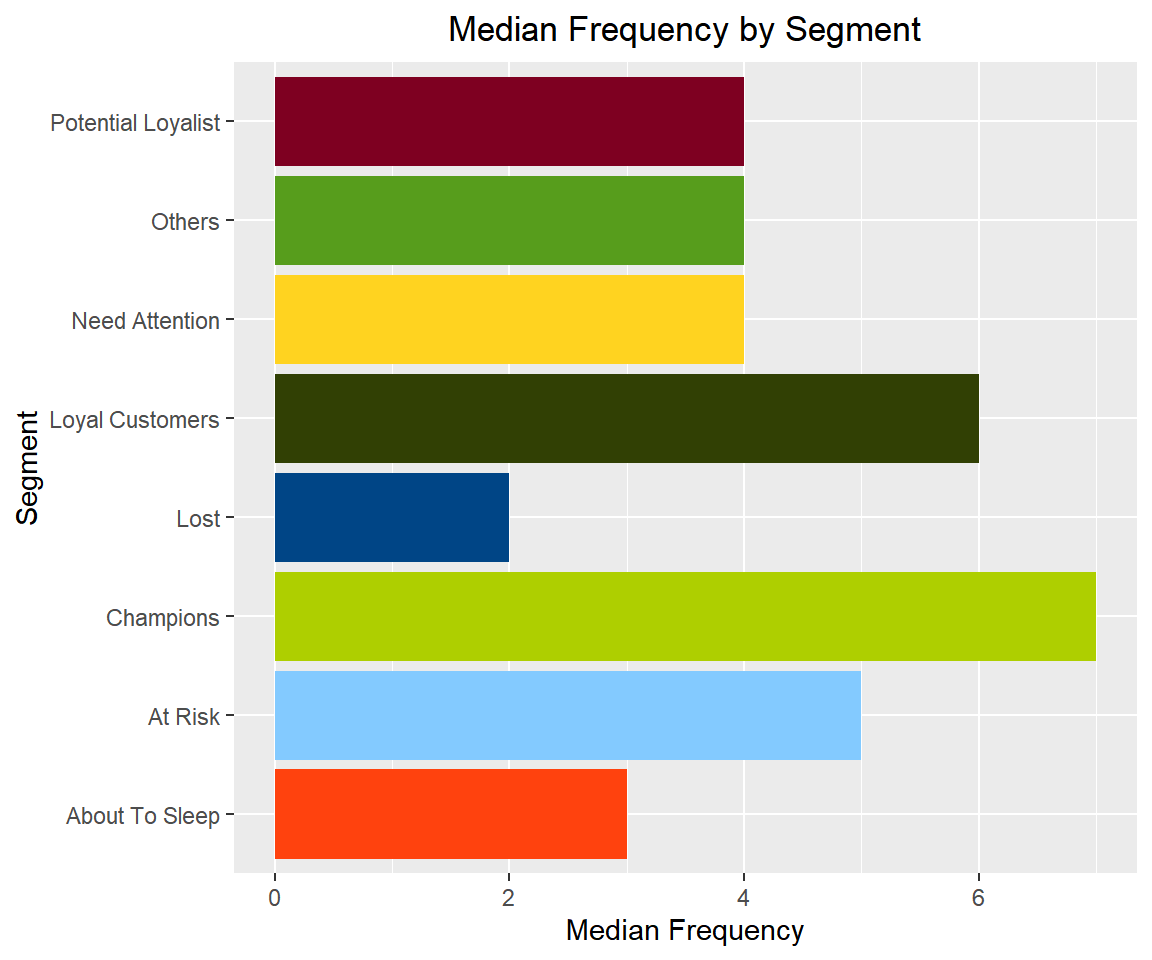 Median Frequency by Segment
Potential Loyalist
Others
Need Attention
Loyal Customers
Lost
Champions
At Risk
About To Sleep
Segment
0 2 4 6
Median Frequency